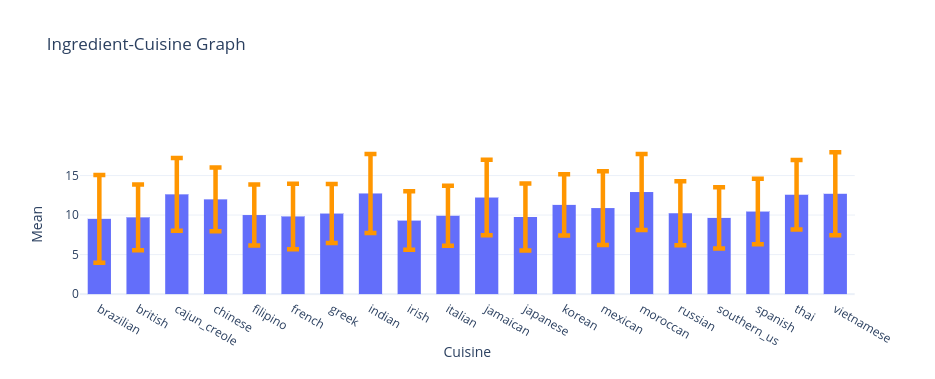 Ingredient-Cuisine Graph
15
10
5
0
Mean
brazilian
british
cajun_creole
chinese
filipino
french
greek
indian
irish
italian
jamaican
japanese
korean
mexican
moroccan
russian
southern_us
spanish
thai
vietnamese
Cuisine